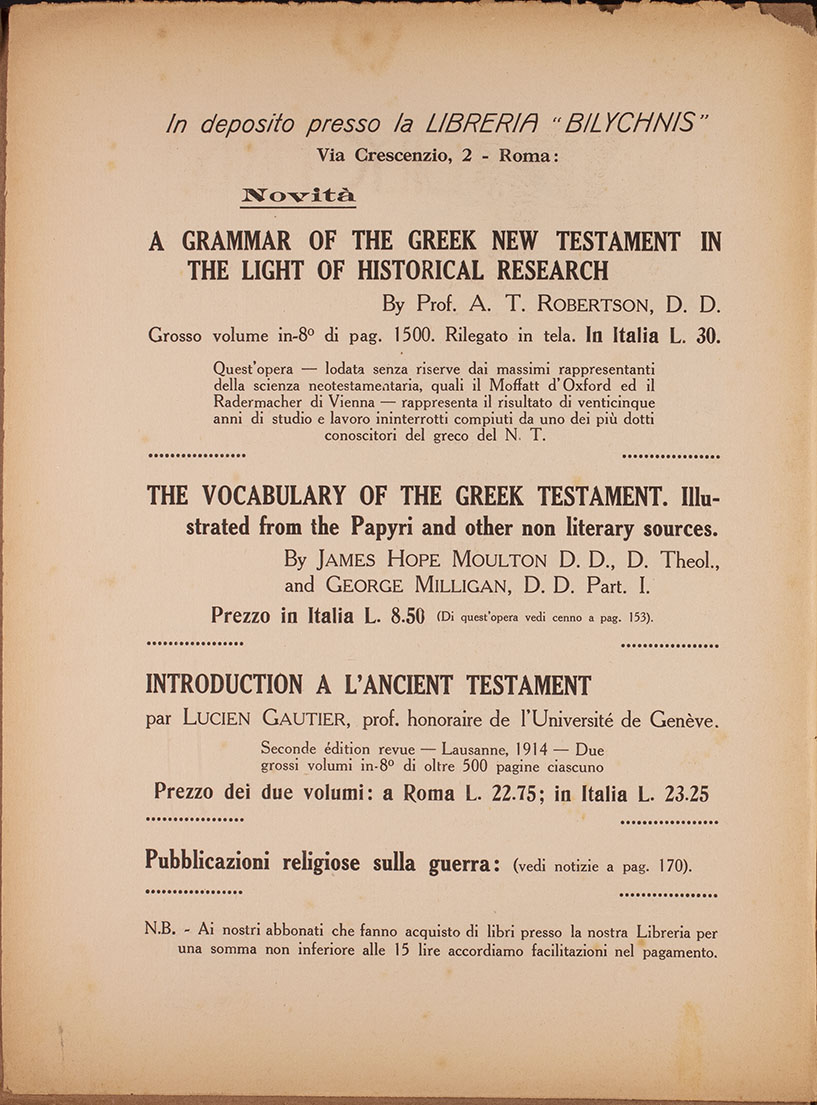 In deposito presso la LIBRERIA "BILYCHNIS"
Via Crescenzio, 2 - Roma:
Novità
A GRAMMAR OF THE GREEK NEW TESTAMENT IN
THE LIGHT OF HISTORICAL RESEARCH
By Prof. A. T. ROBERTSON, D. D.
Grosso volume in-8º di pag. 1500. Rilegato in tela. In Italia L. 30.
Quest'opera — lodata senza riserve dai massimi rappresentanti
della scienza neotestamentaria, quali il Moffatt d'Oxford ed il
Radermacher di Vienna — rappresenta il risultato di venticinque
anni di studio e lavoro ininterrotti compiuti da uno dei più dotti
conoscitori del greco del N. T.
THE VOCABULARY OF THE GREEK TESTAMENT. Illu-
strated from the Papyri and other non literary sources.
By JAMES HOPE MOULTON D. D., D. Theol.,
and GEORGE MILLIGAN, D. D. Part. I.
Prezzo in Italia L. 8.50 (Di quest'opera vedi cenno a pag. 153).
INTRODUCTION A L'ANCIENT TESTAMENT
par LUCIEN GAUTIER, prof. honoraire de l'Université de Genève.
Seconde édition revue — Lausanne, 1914 — Due
grossi volumi in-8º di oltre 500 pagine ciascuno
Prezzo dei due volumi: a Roma L. 22.75; in Italia L. 23.25
Pubblicazioni religiose sulla guerra: (vedi notizie a pag. 170).
N.B. - Ai nostri abbonati che fanno acquisto di libri presso la nostra Libreria per
una somma non inferiore alle 15 lire accordiamo facilitazioni nel pagamento.